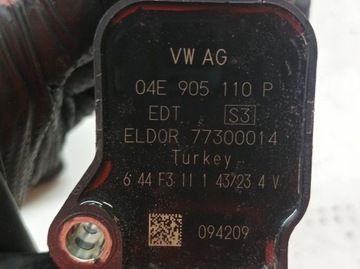 VW AG
04E 905 110 P
EDT S3
ELDOR 77300014
Turkey
6 44 F3 11 1 43/23 4 V
094209